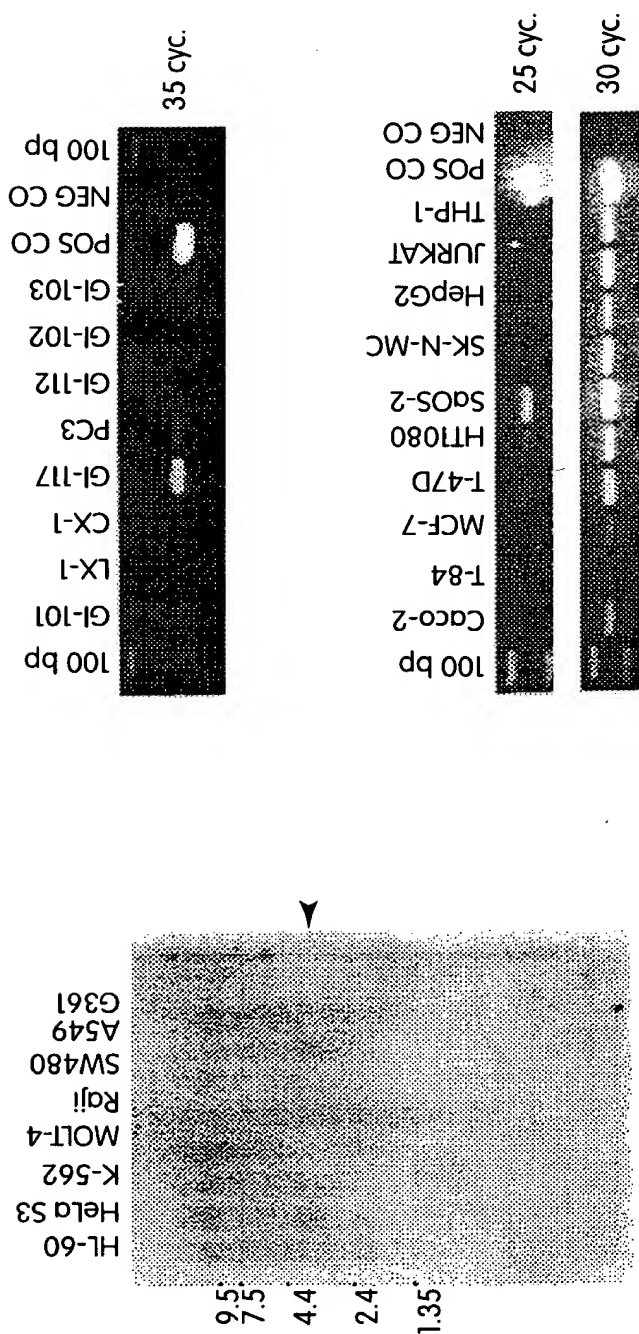 100 bp
GI-101
LX-1
CX-1
GI-117
PC3
GI-112
GI-102
GI-103
POS CO
NEG CO
100 bp
35 cyc.
100 bp
Caco-2
T-84
MCF-7
T-47D
HT1080
SaOS-2
SK-N-MC
HepG2
JURKAT
THP-1
POS CO
NEG CO
25 cyc.
30 cyc.
HL-60
HeLa S3
K-562
MOLT-4
Raji
SW480
A549
G361
9.5
7.5
4.4
2.4
1.35